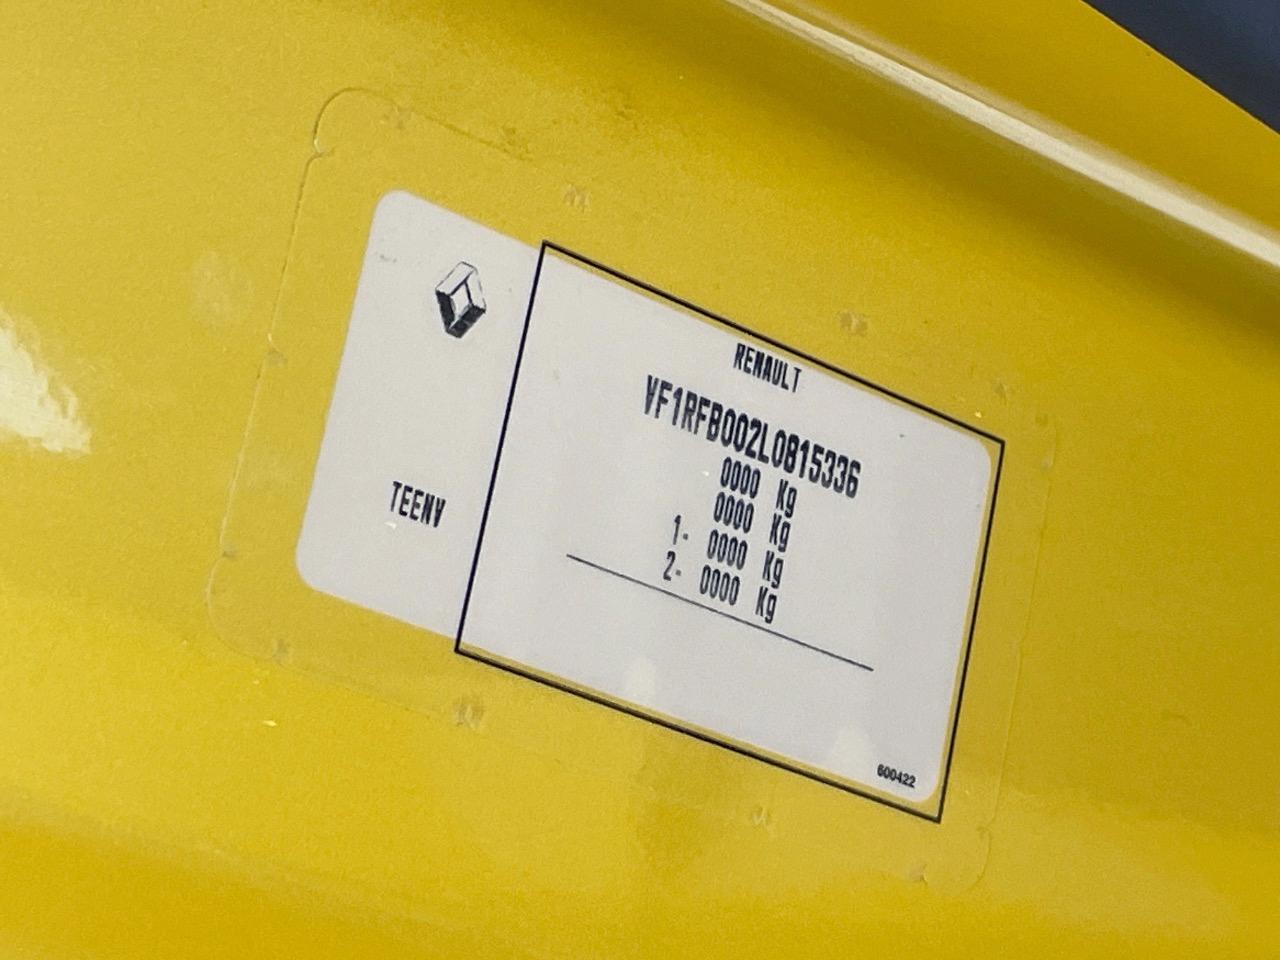 RENAULT
VF1RFB002L0815336
0000 Kg
0000 Kg
1- 0000 Kg
2- 0000 Kg
TEENV
600422